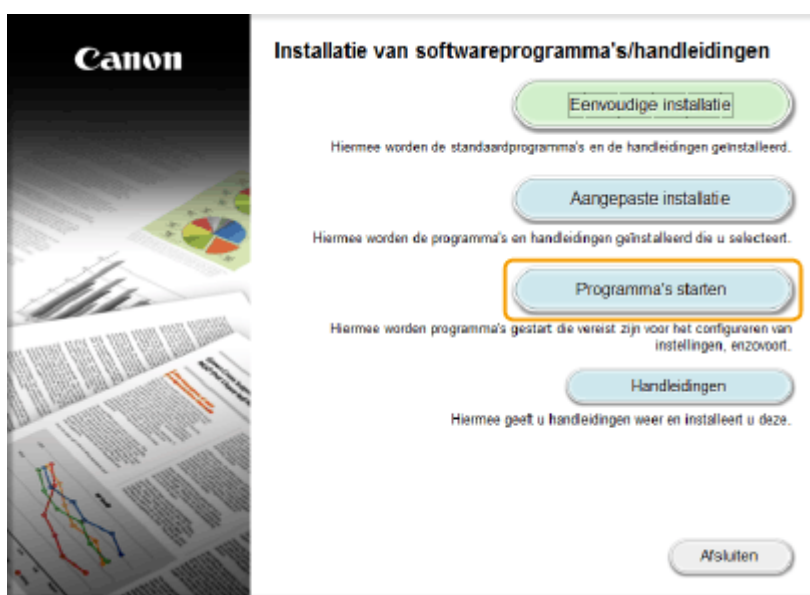 Canon
Installatie van softwareprogramma's/handleidingen
Eenvoudige installatie
Hiermee worden de standaardprogramma's en de handleidingen geïnstalleerd.
Aangepaste installatie
Hiermee worden de programma's en handleidingen geïnstalleerd die u selecteert.
Programma's starten
Hiermee worden programma's gestart die vereist zijn voor het configureren van
instellingen, enzovoort.
Handleidingen
Hiermee geeft u handleidingen weer en installeert u deze.
Afsluiten